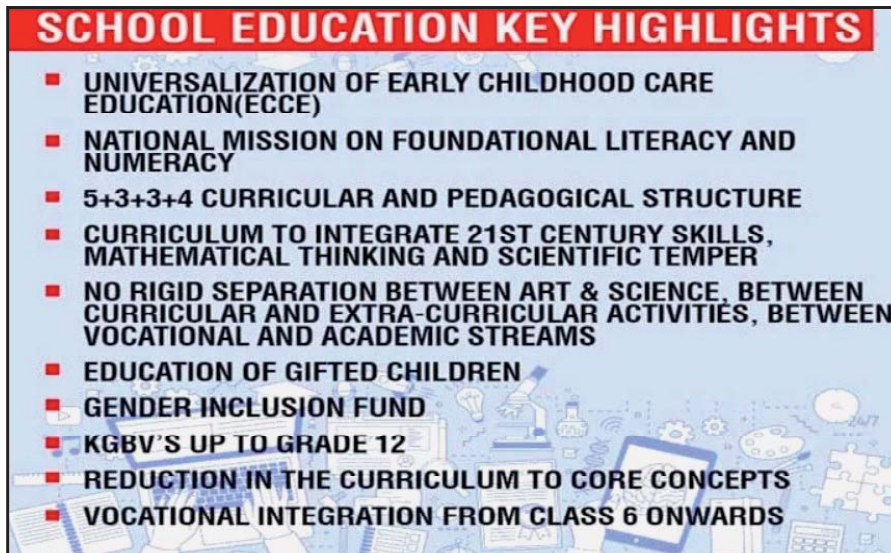 SCHOOL EDUCATION KEY HIGHLIGHTS
UNIVERSALIZATION OF EARLY CHILDHOOD CARE
EDUCATION(ECCE)
NATIONAL MISSION ON FOUNDATIONAL LITERACY AND
NUMERACY
5+3+3+4 CURRICULAR AND PEDAGOGICAL STRUCTURE
CURRICULUM TO INTEGRATE 21ST CENTURY SKILLS,
MATHEMATICAL THINKING AND SCIENTIFIC TEMPER
NO RIGID SEPARATION BETWEEN ART & SCIENCE, BETWEEN
CURRICULAR AND EXTRA-CURRICULAR ACTIVITIES, BETWEEN
VOCATIONAL AND ACADEMIC STREAMS
EDUCATION OF GIFTED CHILDREN
GENDER INCLUSION FUND
24/7
KGBV'S UP TO GRADE 12
REDUCTION IN THE CURRICULUM TO CORE CONCEPTS
VOCATIONAL INTEGRATION FROM CLASS 6 ONWARDS